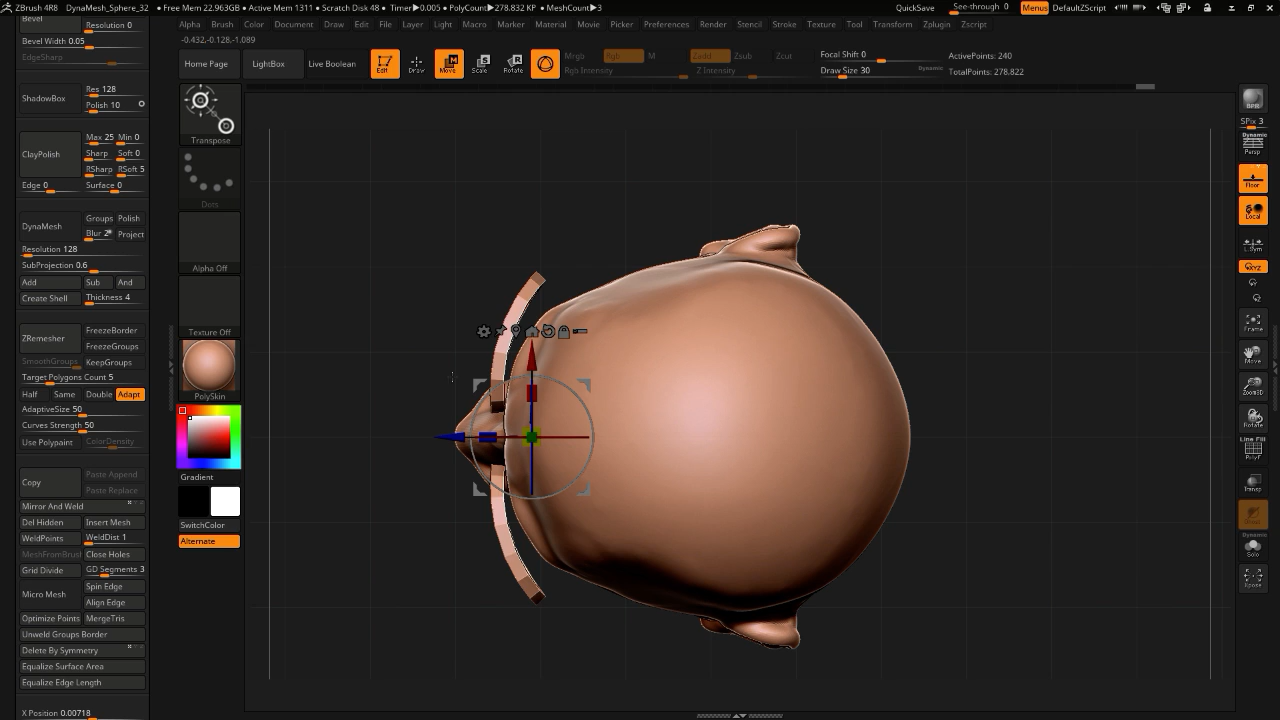 ZBrush 4R8 DynaMesh_Sphere_32 • Free Mem 22.963GB • Active Mem 1311 • Scratch Disk 48 • Timer▶0.005 • PolyCount▶278.832 KP • MeshCount▶3 QuickSave See-through 0 Menus DefaultZScript
Alpha Brush Color Document Draw Edit File Layer Light Macro Marker Material Movie Picker Preferences Render Stencil Stroke Texture Tool Transform Zplugin Zscript
-0.432,-0.128,-1.089
Bevel
Resolution 0
Bevel Width 0.05
EdgeSharp
ShadowBox
Res 128
Polish 10
ClayPolish
Max 25 Min 0
Sharp Soft 0
RSharp RSoft 5
Edge 0 Surface 0
DynaMesh
Groups Polish
Blur 2 Project
Resolution 128
SubProjection 0.6
Add Sub And
Create Shell Thickness 4
ZRemesher
FreezeBorder
FreezeGroups
SmoothGroups KeepGroups
Target Polygons Count 5
Half Same Double Adapt
AdaptiveSize 50
Curves Strength 50
Use Polypaint ColorDensity
Copy
Paste Append
Paste Replace
Mirror And Weld
Del Hidden Insert Mesh
WeldPoints WeldDist 1
MeshFromBrush Close Holes
Grid Divide GD Segments 3
Micro Mesh
Spin Edge
Align Edge
Optimize Points MergeTris
Unweld Groups Border
Delete By Symmetry
Equalize Surface Area
Equalize Edge Length
X Position 0.00718
Home Page LightBox Live Boolean
Edit Draw Move Scale Rotate
Mrgb Rgb M
Rgb Intensity
Zadd Zsub Zcut
Z Intensity
Focal Shift 0
Draw Size 30 Dynamic
ActivePoints: 240
TotalPoints: 278,822
Transpose
Dots
Alpha Off
Texture Off
PolySkin
Gradient
SwitchColor
Alternate
BPR
SPix 3
Dynamic
Persp
Floor
Local
L.Sym
XYZ
Frame
Move
Zoom3D
Rotate
Line Fill
PolyF
Transp
Dynamic
Solo
Xpose